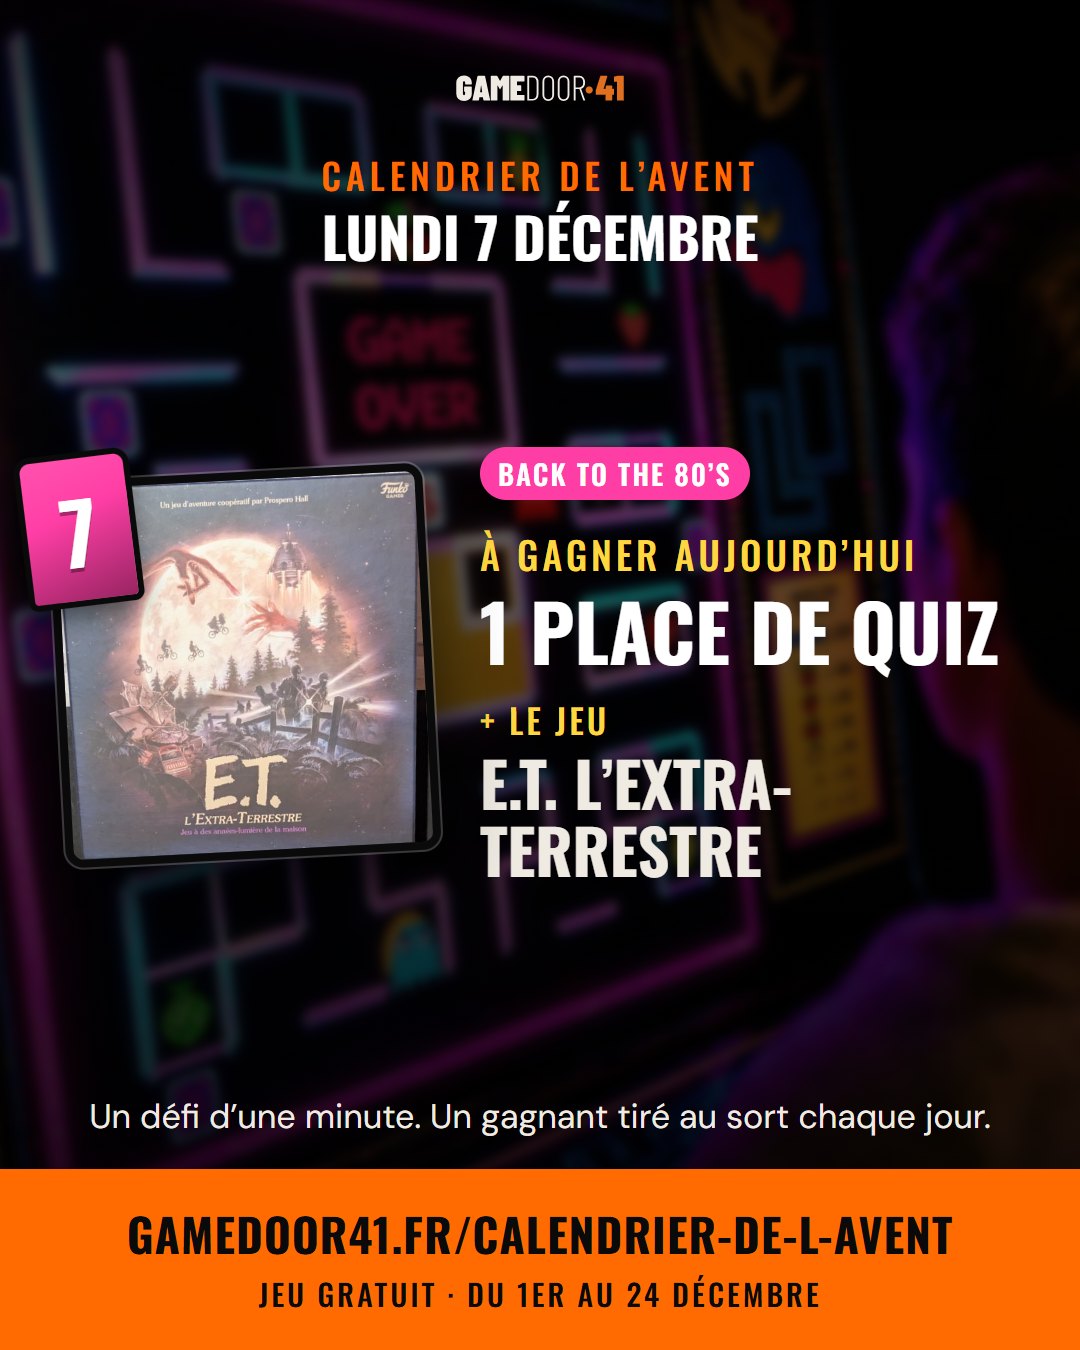 GAMEDOOR·41
CALENDRIER DE L’AVENT
LUNDI 7 DÉCEMBRE
GAME
OVER
BACK TO THE 80’S
7
Un jeu d'aventure coopératif par Prospero Hall
Funko
GAMES
E.T.
L'EXTRA-TERRESTRE
Jeu à des années-lumière de la maison
À GAGNER AUJOURD’HUI
1 PLACE DE QUIZ
+ LE JEU
E.T. L’EXTRA-
TERRESTRE
Un défi d’une minute. Un gagnant tiré au sort chaque jour.
GAMEDOOR41.FR/CALENDRIER-DE-L-AVENT
JEU GRATUIT · DU 1ER AU 24 DÉCEMBRE